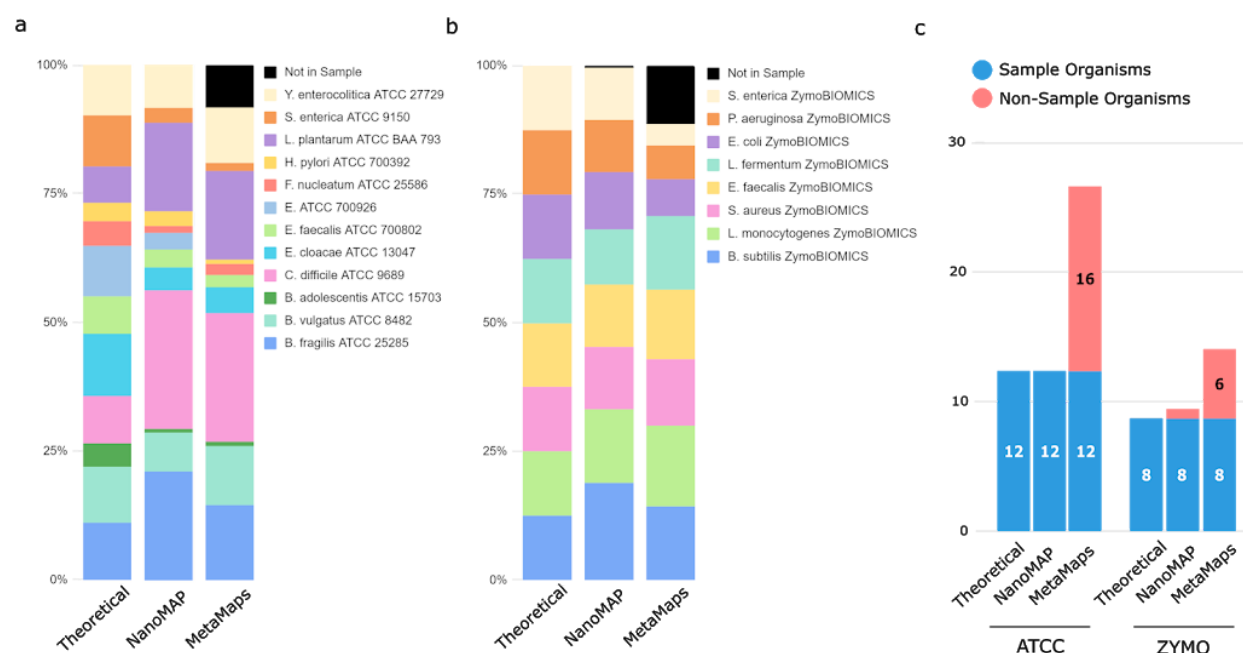 a
100%
75%
50%
25%
0%
Not in Sample
Y. enterocolitica ATCC 27729
S. enterica ATCC 9150
L. plantarum ATCC BAA 793
H. pylori ATCC 700392
F. nucleatum ATCC 25586
E. ATCC 700926
E. faecalis ATCC 700802
E. cloacae ATCC 13047
C. difficile ATCC 9689
B. adolescentis ATCC 15703
B. vulgatus ATCC 8482
B. fragilis ATCC 25285
Theoretical
NanoMAP
MetaMaps
b
100%
75%
50%
25%
0%
Not in Sample
S. enterica ZymoBIOMICS
P. aeruginosa ZymoBIOMICS
E. coli ZymoBIOMICS
L. fermentum ZymoBIOMICS
E. faecalis ZymoBIOMICS
S. aureus ZymoBIOMICS
L. monocytogenes ZymoBIOMICS
B. subtilis ZymoBIOMICS
Theoretical
NanoMAP
MetaMaps
c
Sample Organisms
Non-Sample Organisms
30
20
10
0
16
6
12
12
12
8
8
8
Theoretical
NanoMAP
MetaMaps
Theoretical
NanoMAP
MetaMaps
ATCC
ZYMO